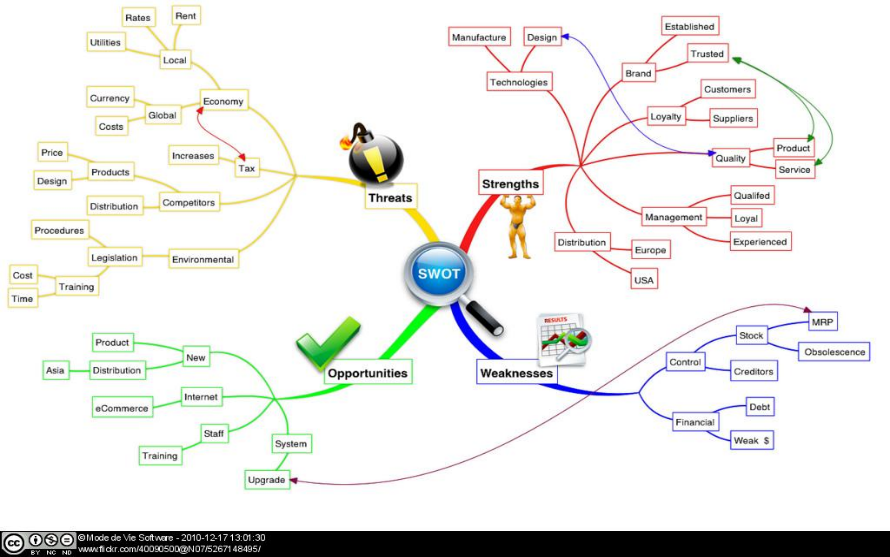 SWOT
Threats
Economy
Local
Rates
Rent
Utilities
Global
Currency
Costs
Tax
Increases
Competitors
Products
Price
Design
Distribution
Environmental
Legislation
Procedures
Training
Cost
Time
Strengths
Technologies
Manufacture
Design
Brand
Established
Trusted
Loyalty
Customers
Suppliers
Quality
Product
Service
Management
Qualifed
Loyal
Experienced
Distribution
Europe
USA
Opportunities
New
Product
Distribution
Asia
Internet
eCommerce
Staff
Training
System
Upgrade
RESULTS
Weaknesses
Control
Stock
MRP
Obsolescence
Creditors
Financial
Debt
Weak $
cc
BY NC ND
©Mode de Vie Software - 2010-12-17 13:01:30
www.flickr.com/40090500@N07/5267148495/